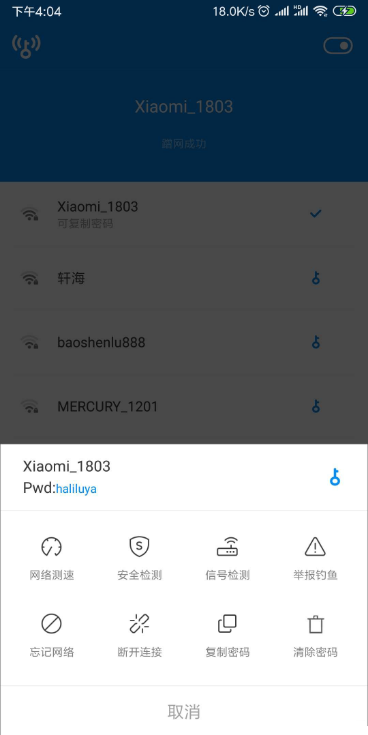 下午4:04
18.0K/s
Xiaomi_1803
蹭网成功
Xiaomi_1803
可复制密码
轩海
baoshenlu888
MERCURY_1201
Xiaomi_1803
Pwd:haliluya
网络测速 安全检测 信号检测 举报钓鱼
忘记网络 断开连接 复制密码 清除密码
取消